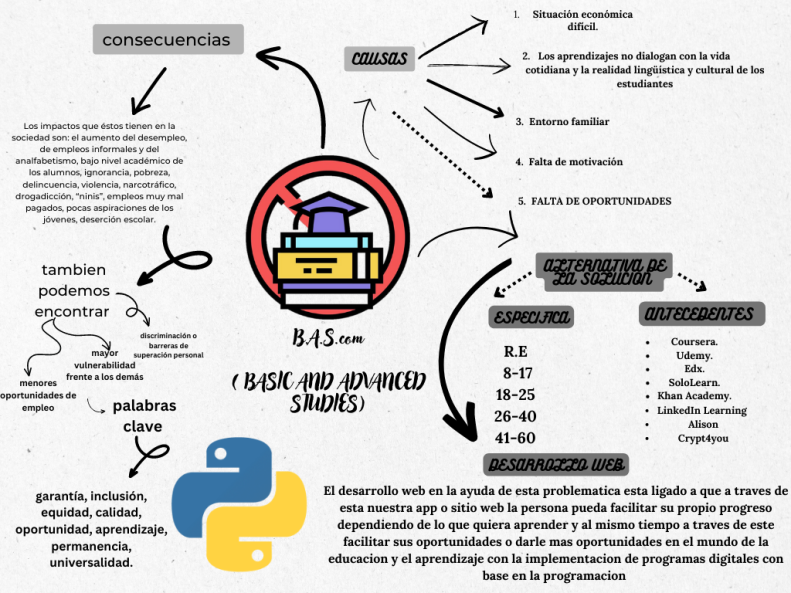 consecuencias
Los impactos que éstos tienen en la
sociedad son: el aumento del desempleo,
de empleos informales y del
analfabetismo, bajo nivel académico de
los alumnos, ignorancia, pobreza,
delincuencia, violencia, narcotráfico,
drogadicción, “ninis”, empleos muy mal
pagados, pocas aspiraciones de los
jóvenes, deserción escolar.
tambien
podemos
encontrar
discriminación o
barreras de
superación personal
mayor
vulnerabilidad
frente a los demás
menores
oportunidades de
empleo
palabras
clave
garantía, inclusión,
equidad, calidad,
oportunidad, aprendizaje,
permanencia,
universalidad.
B.A.S.com
( BASIC AND ADVANCED
STUDIES)
CAUSAS
1. Situación económica
difícil.
2. Los aprendizajes no dialogan con la vida
cotidiana y la realidad lingüística y cultural de los
estudiantes
3. Entorno familiar
4. Falta de motivación
5. FALTA DE OPORTUNIDADES
ALTERNATIVA DE
LA SOLUCION
ESPECIFICA
R.E
8-17
18-25
26-40
41-60
ANTECEDENTES
• Coursera.
• Udemy.
• Edx.
• SoloLearn.
• Khan Academy.
• LinkedIn Learning
• Alison
• Crypt4you
DESARROLLO WEB
El desarrollo web en la ayuda de esta problematica esta ligado a que a traves de
esta nuestra app o sitio web la persona pueda facilitar su propio progreso
dependiendo de lo que quiera aprender y al mismo tiempo a traves de este
facilitar sus oportunidades o darle mas oportunidades en el mundo de la
educacion y el aprendizaje con la implementacion de programas digitales con
base en la programacion